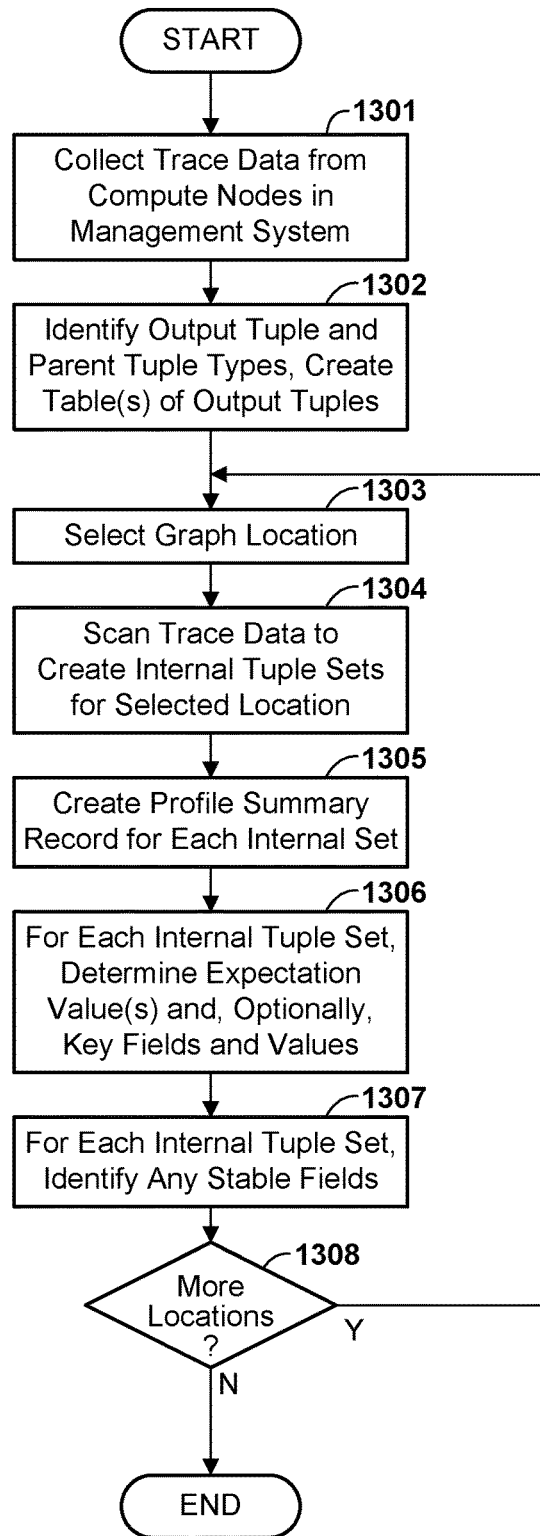 START
1301
Collect Trace Data from
Compute Nodes in
Management System
1302
Identify Output Tuple and
Parent Tuple Types, Create
Table(s) of Output Tuples
1303
Select Graph Location
1304
Scan Trace Data to
Create Internal Tuple Sets
for Selected Location
1305
Create Profile Summary
Record for Each Internal Set
1306
For Each Internal Tuple Set,
Determine Expectation
Value(s) and, Optionally,
Key Fields and Values
1307
For Each Internal Tuple Set,
Identify Any Stable Fields
1308
More
Locations
?
Y
N
END